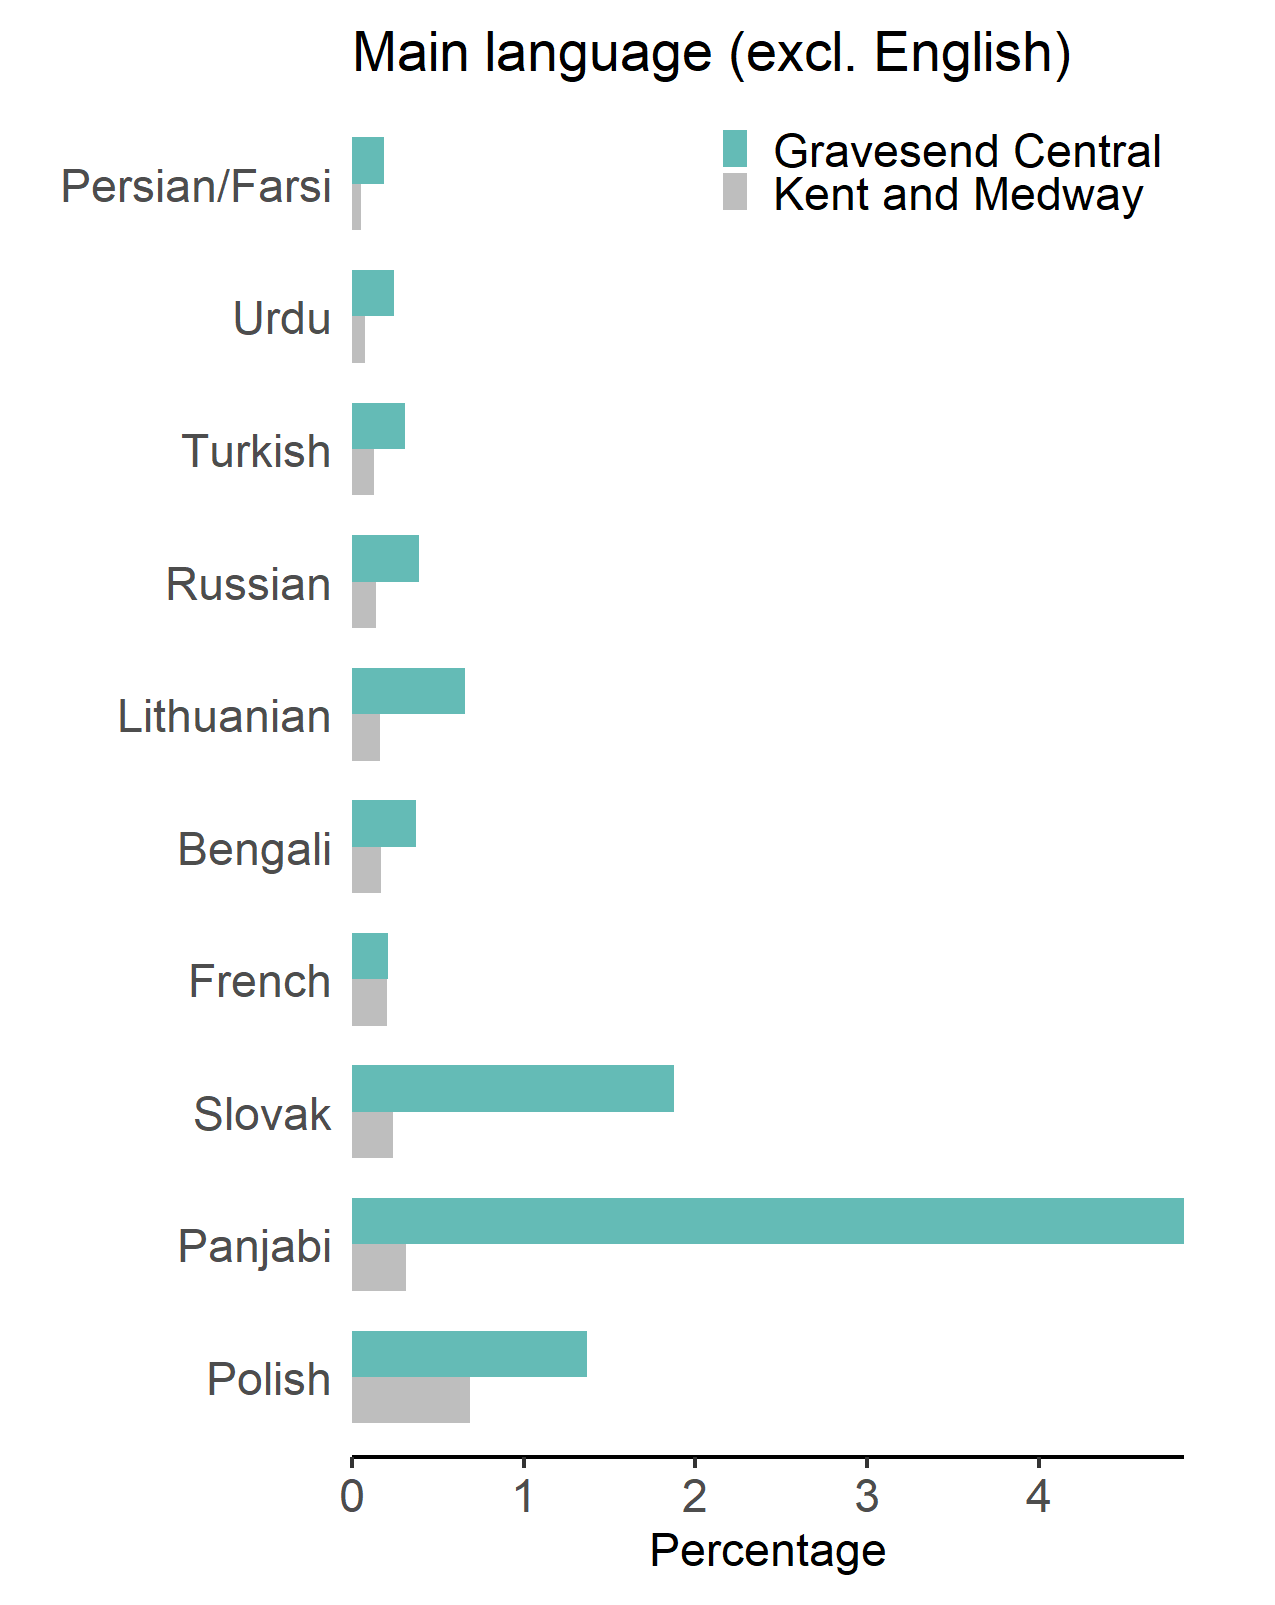 Main language (excl. English)
Gravesend Central
Kent and Medway
Persian/Farsi
Urdu
Turkish
Russian
Lithuanian
Bengali
French
Slovak
Panjabi
Polish
0 1 2 3 4
Percentage